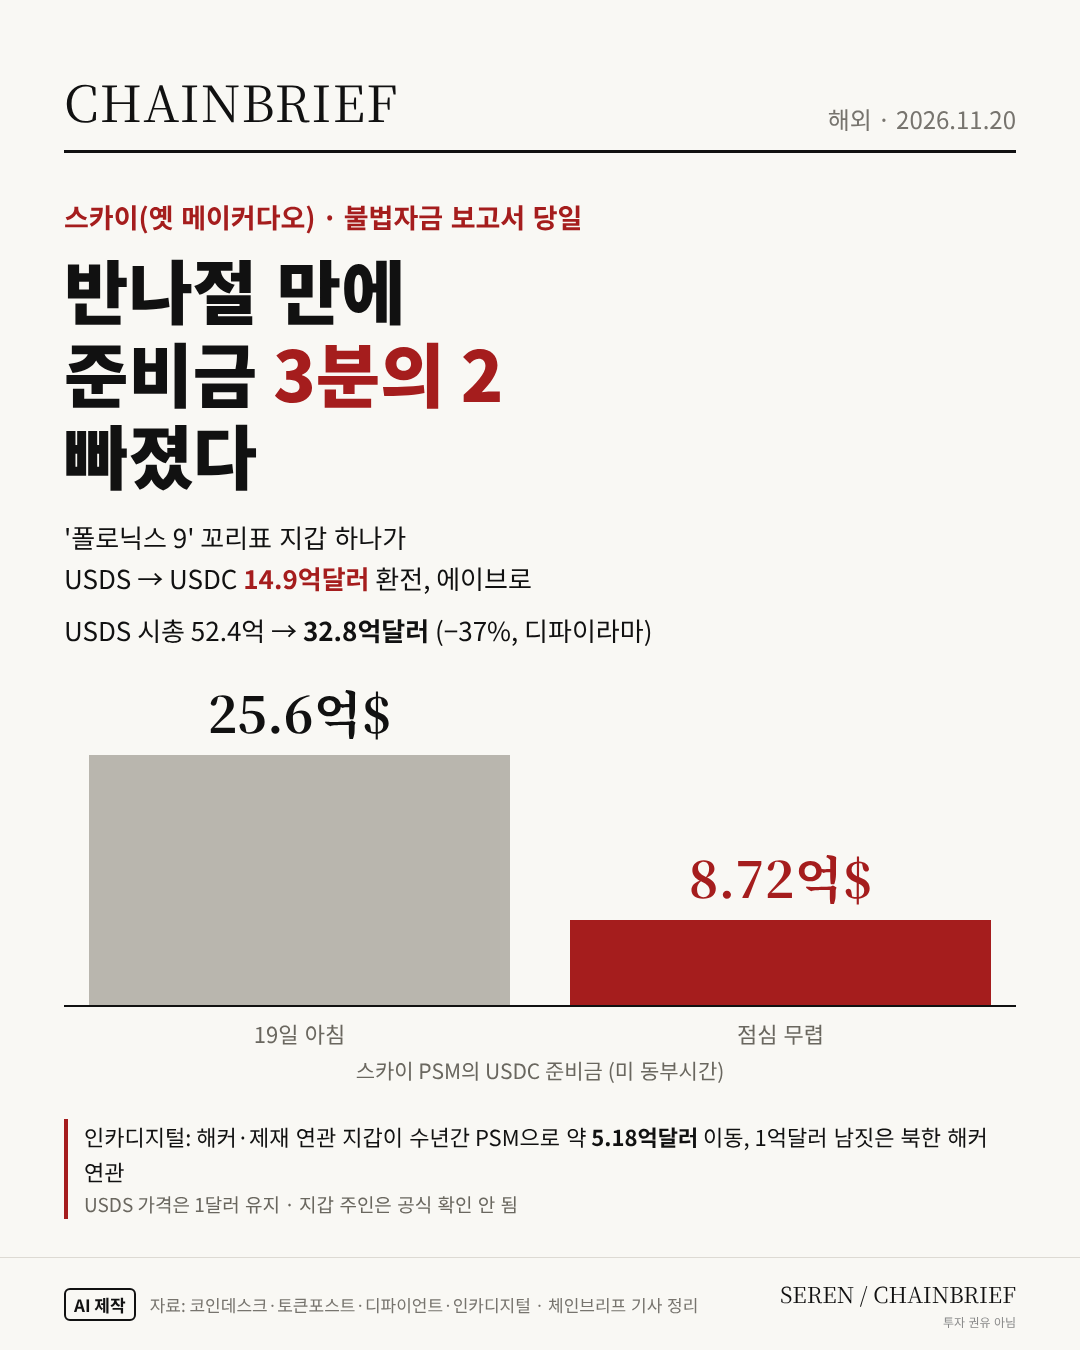 CHAINBRIEF
해외 · 2026.11.20
스카이(옛 메이커다오) · 불법자금 보고서 당일
반나절 만에
준비금 3분의 2
빠졌다
'폴로닉스 9' 꼬리표 지갑 하나가
USDS → USDC 14.9억달러 환전, 에이브로
USDS 시총 52.4억 → 32.8억달러 (−37%, 디파이라마)
25.6억$
8.72억$
19일 아침
점심 무렵
스카이 PSM의 USDC 준비금 (미 동부시간)
인카디지털: 해커·제재 연관 지갑이 수년간 PSM으로 약 5.18억달러 이동, 1억달러 남짓은 북한 해커
연관
USDS 가격은 1달러 유지 · 지갑 주인은 공식 확인 안 됨
AI 제작
자료: 코인데스크·토큰포스트·디파이언트·인카디지털 · 체인브리프 기사 정리
SEREN / CHAINBRIEF
투자 권유 아님